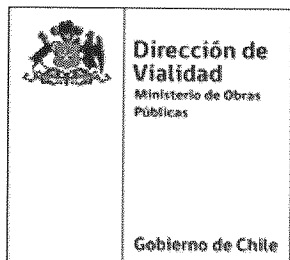 Dirección de
Vialidad
Ministerio de Obras
Públicas
Gobierno de Chile